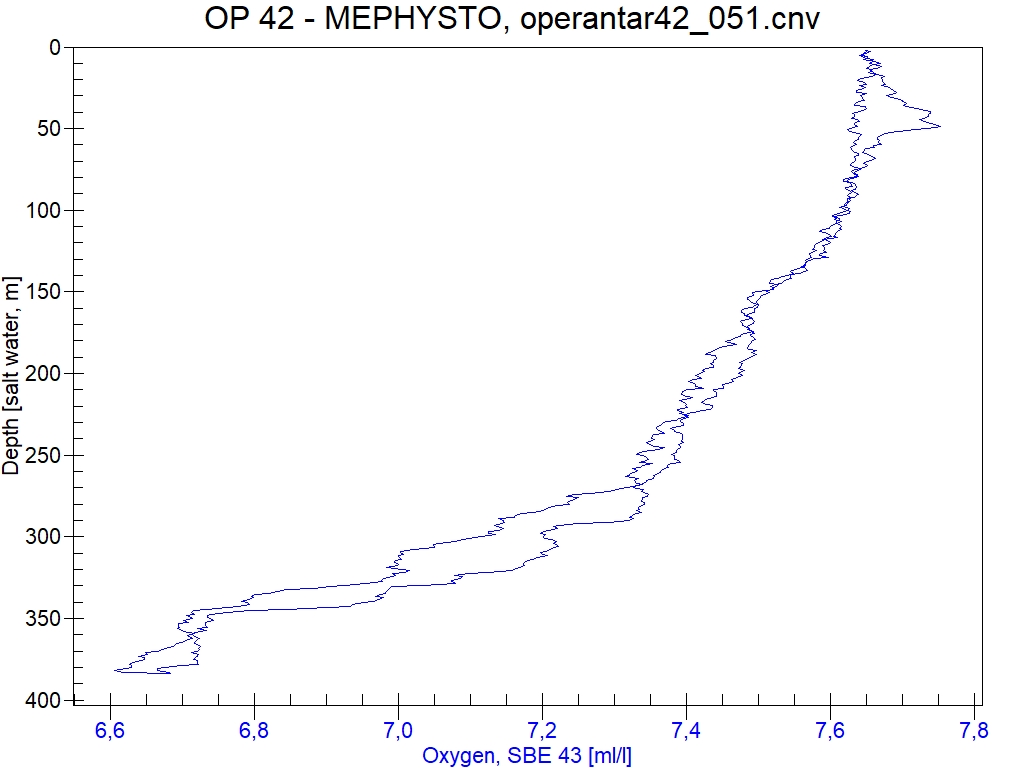 OP 42 - MEPHYSTO, operantar42_051.cnv
0
50
100
150
200
250
300
350
400
Depth [salt water, m]
6,6 6,8 7,0 7,2 7,4 7,6 7,8
Oxygen, SBE 43 [ml/l]